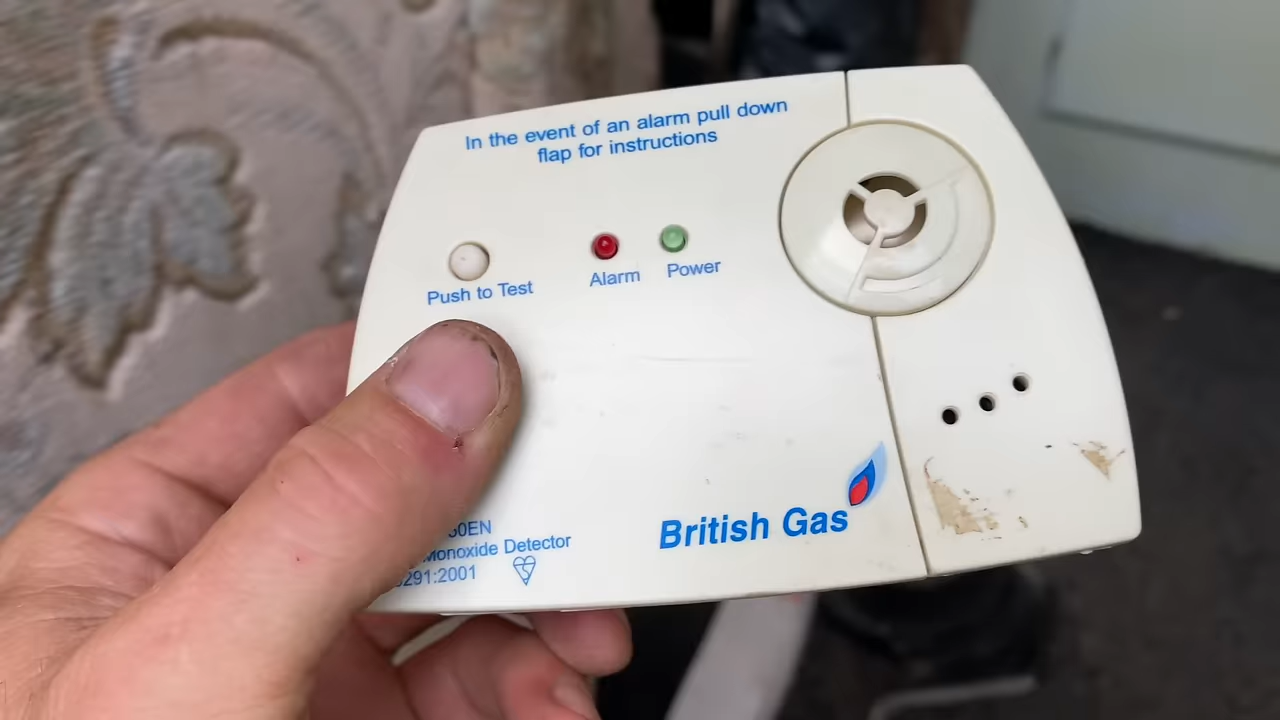 In the event of an alarm pull down
flap for instructions
Push to Test
Alarm
Power
British Gas
Monoxide Detector
291:2001